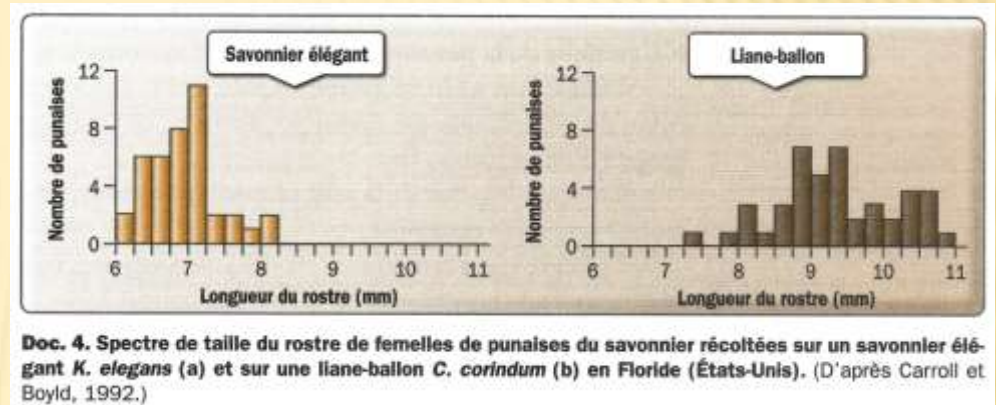 Savonnier élégant
Liane-ballon
Nombre de punaises
12
8
4
0
6 7 8 9 10 11
Longueur du rostre (mm)
Nombre de punaises
12
8
4
0
6 7 8 9 10 11
Longueur du rostre (mm)
Doc. 4. Spectre de taille du rostre de femelles de punaises du savonnier récoltées sur un savonnier élé-
gant K. elegans (a) et sur une liane-ballon C. corindum (b) en Floride (États-Unis). (D'après Carroll et
Boyld, 1992.)